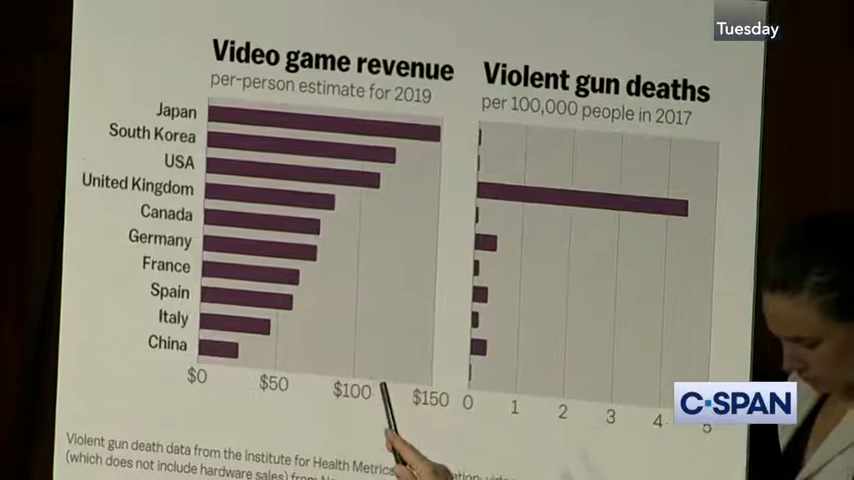 Tuesday
Video game revenue
per-person estimate for 2019
Violent gun deaths
per 100,000 people in 2017
Japan
South Korea
USA
United Kingdom
Canada
Germany
France
Spain
Italy
China
$0 $50 $100 $150
0 1 2 3 4 5
C-SPAN
Violent gun death data from the Institute for Health Metrics
(which does not include hardware sales) from